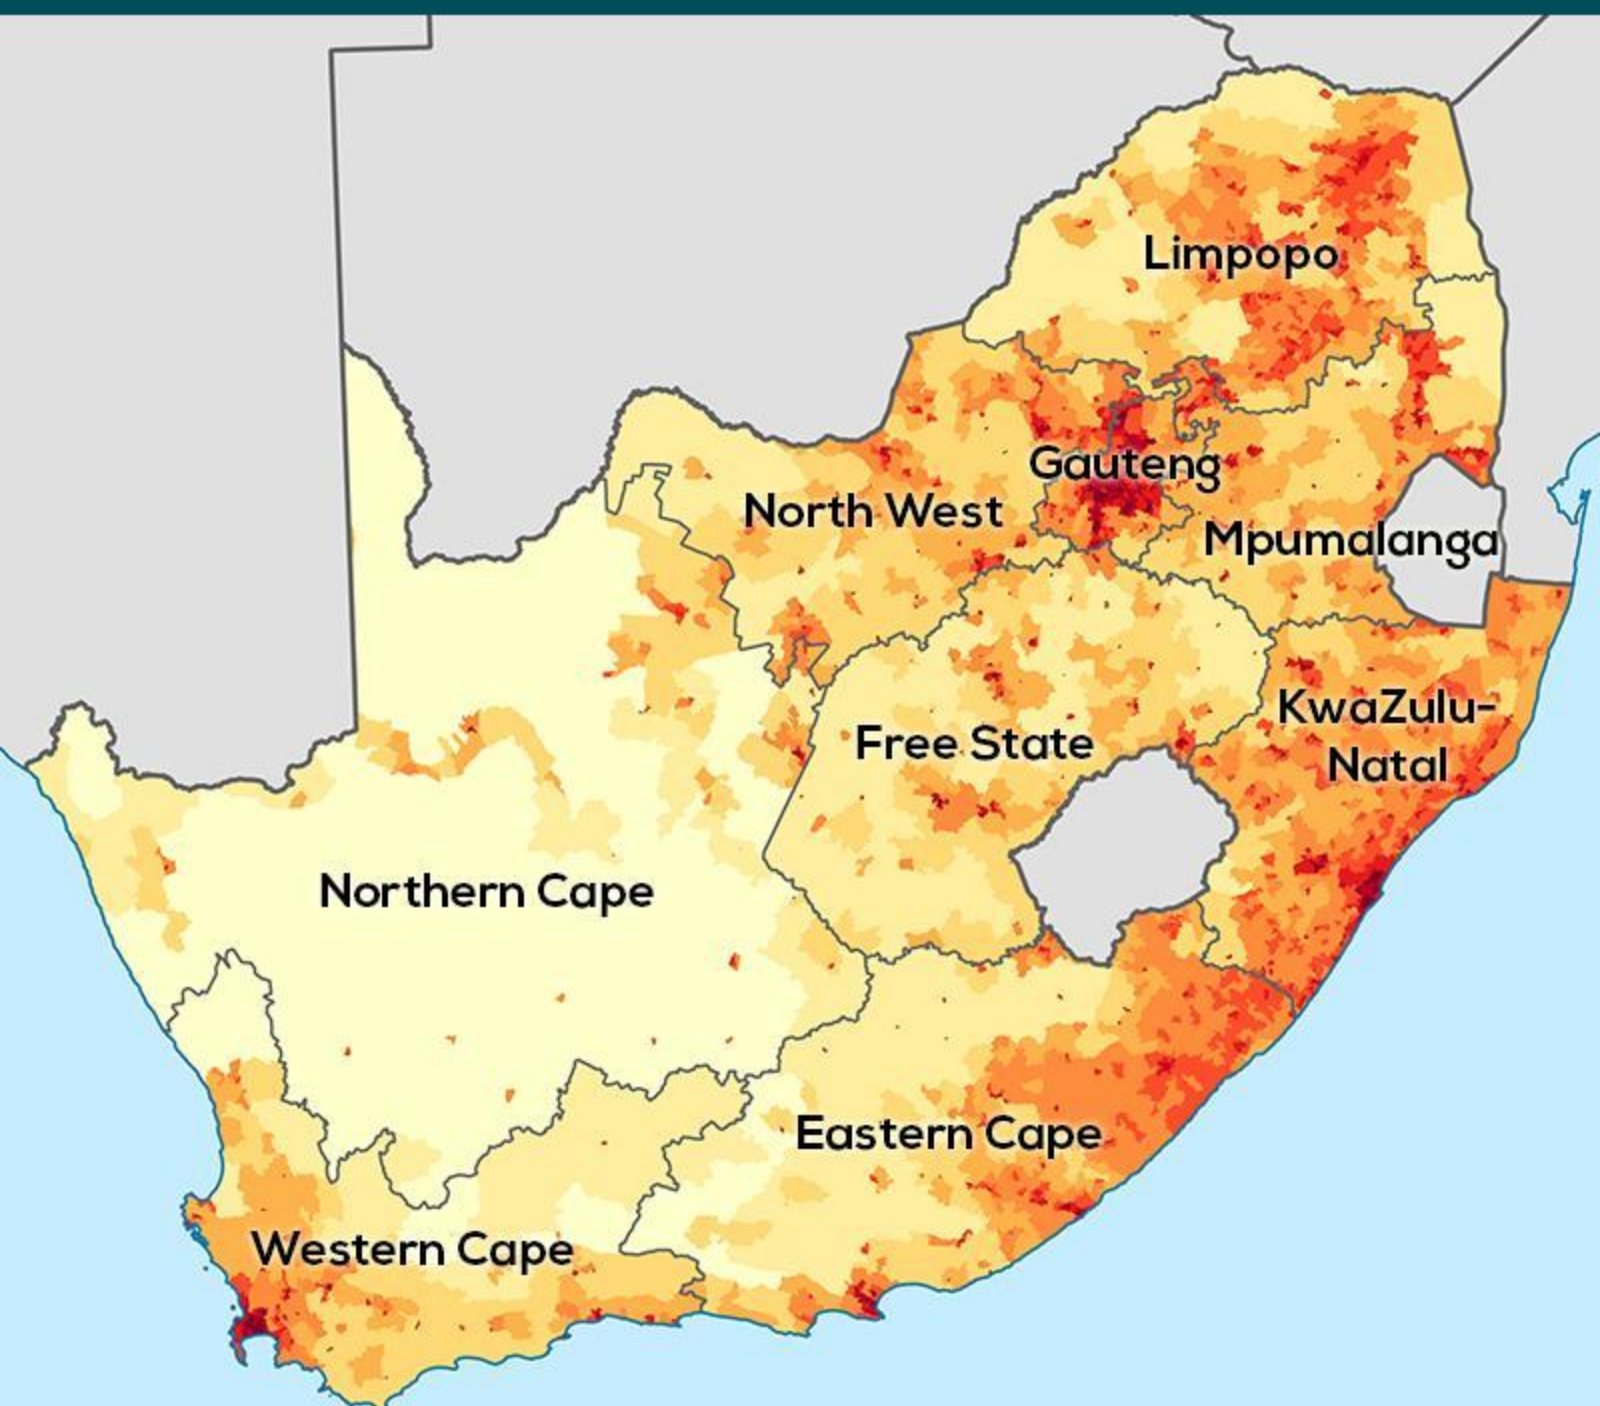 Limpopo
Gauteng
North West
Mpumalanga
KwaZulu-
Natal
Free State
Northern Cape
Eastern Cape
Western Cape